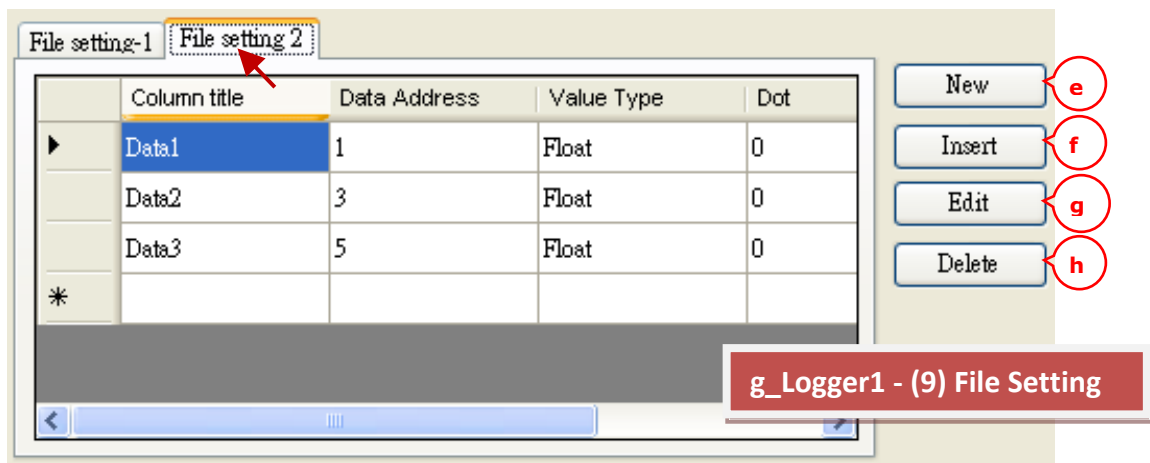 File setting-1 File setting 2
Column title Data Address Value Type Dot
Data1 1 Float 0
Data2 3 Float 0
Data3 5 Float 0
New e
Insert f
Edit g
Delete h
g_Logger1 - (9) File Setting